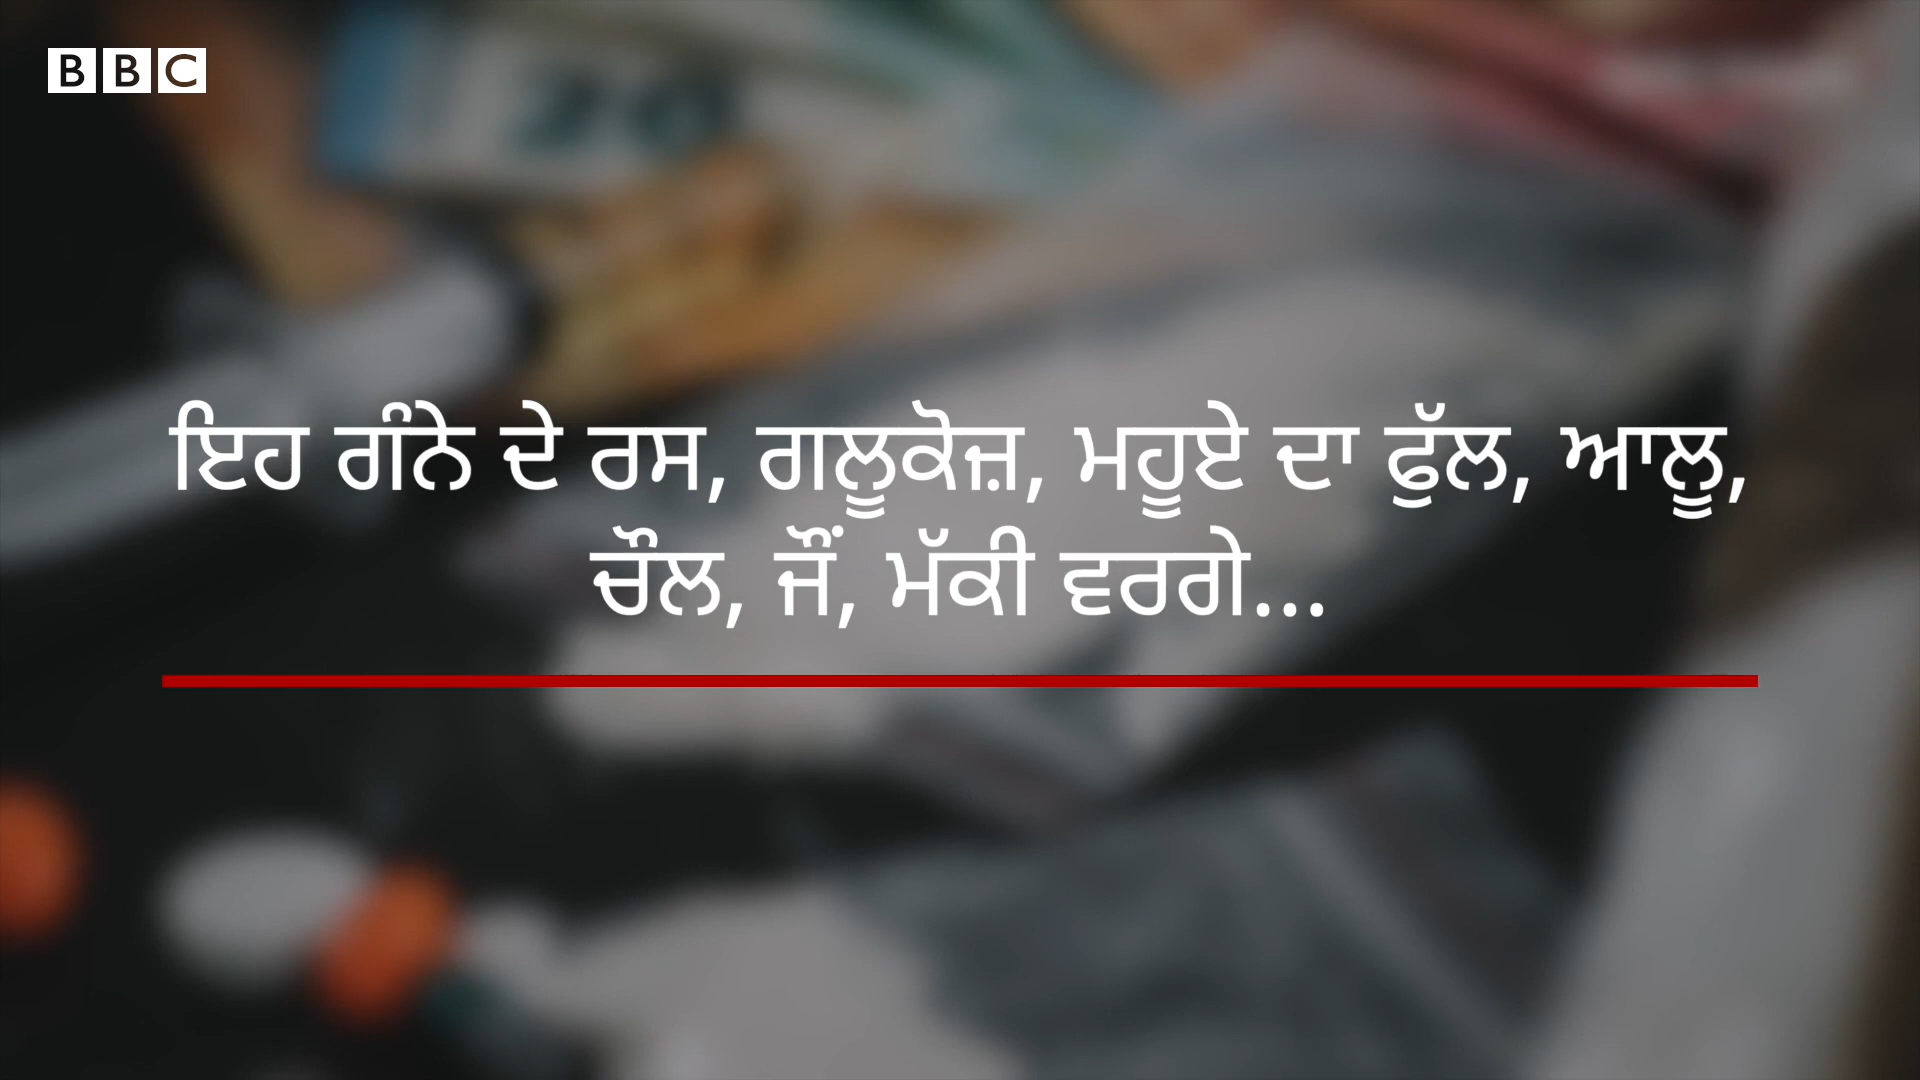 BBC
ਇਹ ਗੰਨੇ ਦੇ ਰਸ, ਗਲੂਕੋਜ਼, ਮਹੂਏ ਦਾ ਫੁੱਲ, ਆਲੂ,
ਚੌਲ, ਜੌਂ, ਮੱਕੀ ਵਰਗੇ...